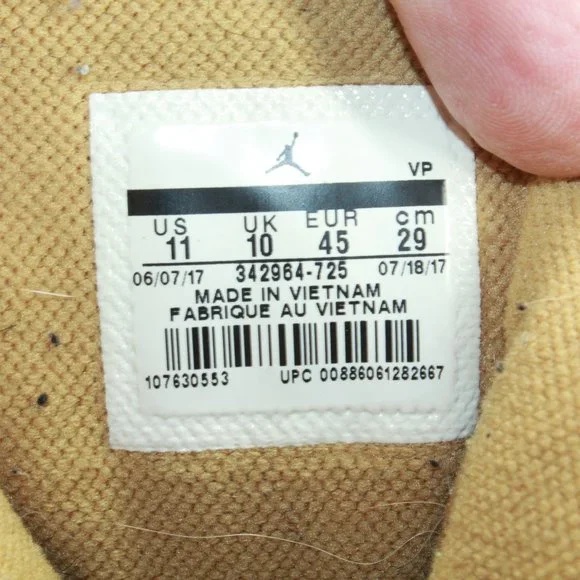 VP
US UK EUR cm
11 10 45 29
06/07/17 342964-725 07/18/17
MADE IN VIETNAM
FABRIQUE AU VIETNAM
107630553 UPC 00886061282667